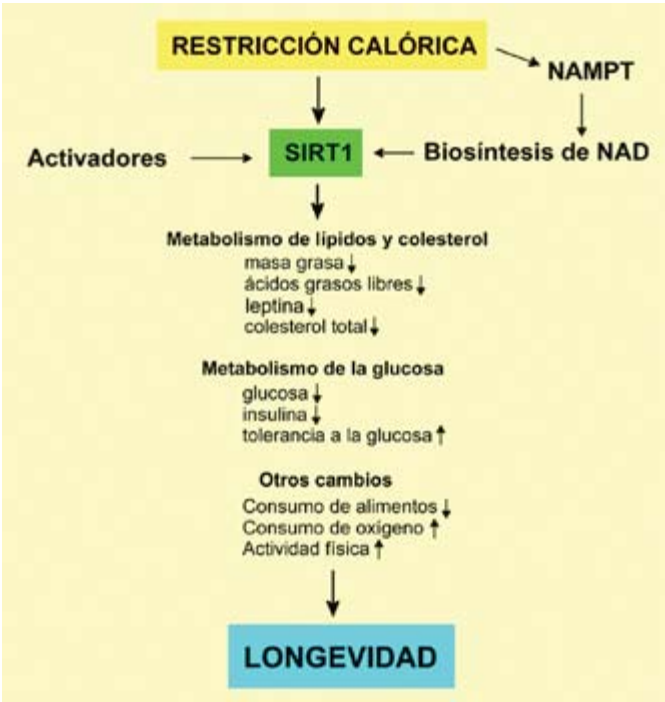 RESTRICCIÓN CALÓRICA
NAMPT
Activadores
SIRT1
Biosíntesis de NAD
Metabolismo de lípidos y colesterol
masa grasa↓
ácidos grasos libres↓
leptina↓
colesterol total↓
Metabolismo de la glucosa
glucosa↓
insulina↓
tolerancia a la glucosa↑
Otros cambios
Consumo de alimentos↓
Consumo de oxigeno↑
Actividad física↑
LONGEVIDAD